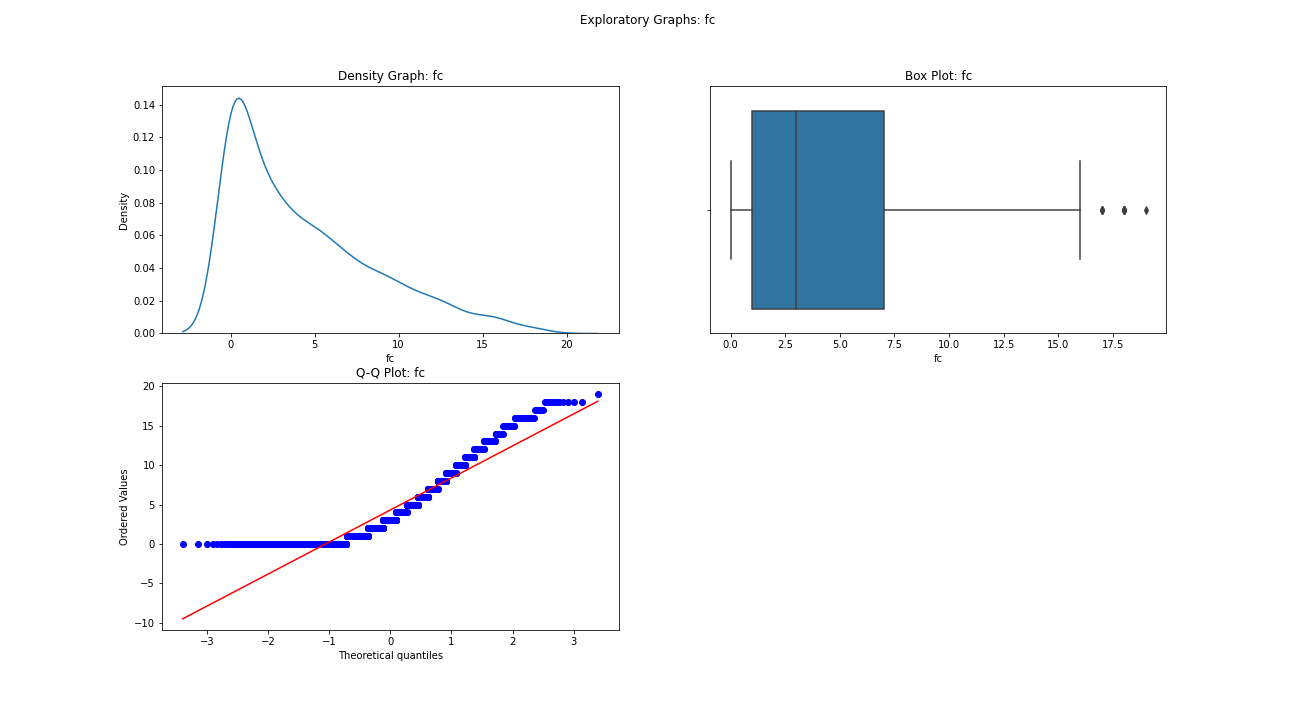 Exploratory Graphs: fc
Density Graph: fc
0.14
0.12
0.10
0.08
0.06
0.04
0.02
0.00
Density
0 5 10 15 20
fc
Box Plot: fc
0.0 2.5 5.0 7.5 10.0 12.5 15.0 17.5
fc
Q-Q Plot: fc
20
15
10
5
0
−5
−10
Ordered Values
−3 −2 −1 0 1 2 3
Theoretical quantiles